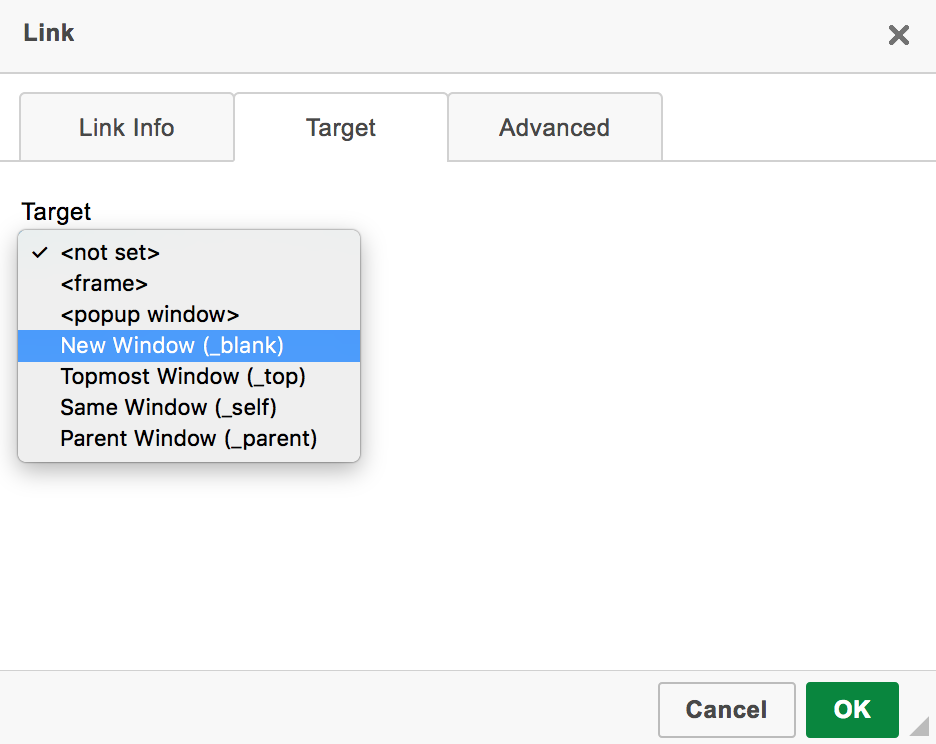 Link
Link Info
Target
Advanced
Target
✓ <not set>
<frame>
<popup window>
New Window (_blank)
Topmost Window (_top)
Same Window (_self)
Parent Window (_parent)
Cancel
OK